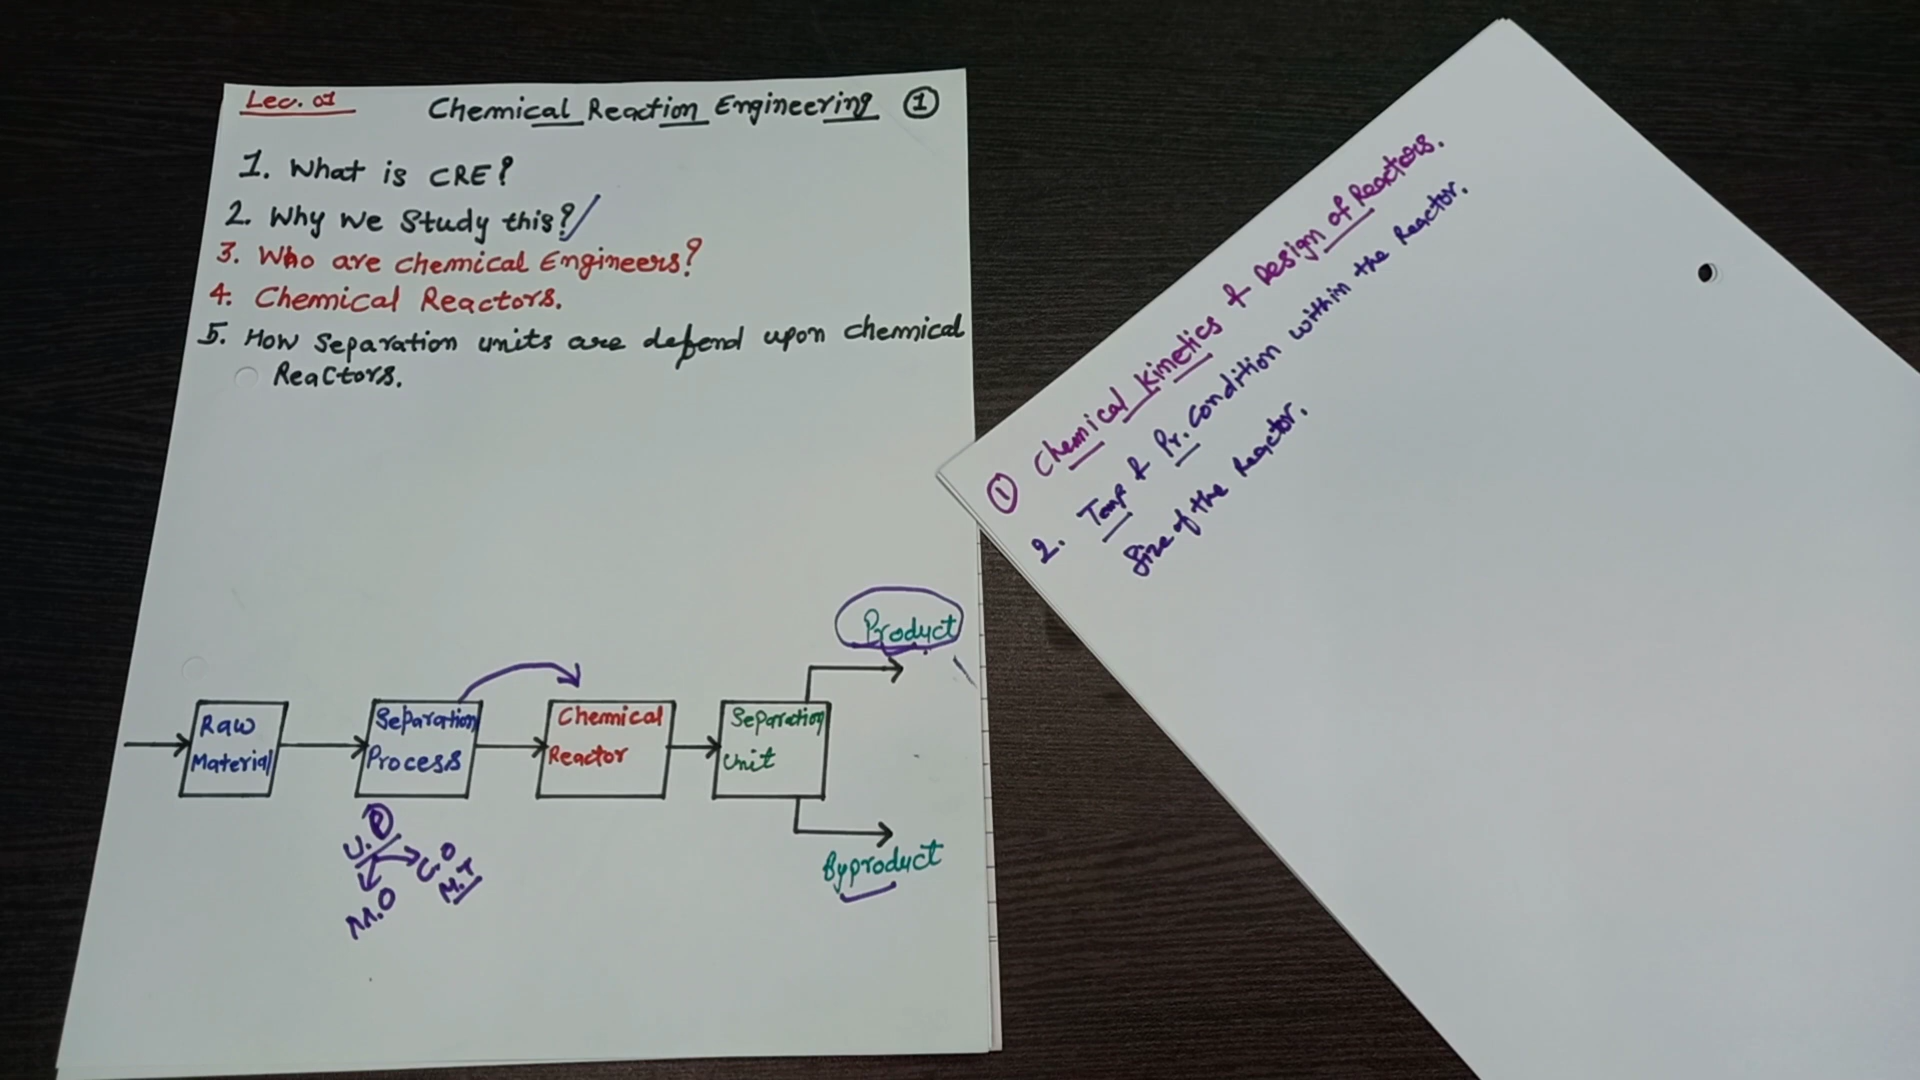 Lec. 01
Chemical Reaction Engineering ①
1. What is CRE?
2. Why We Study this?
3. Who are chemical Engineers?
4. Chemical Reactors.
5. How Separation units are depend upon chemical
Reactors.
① Chemical Kinetics & Design of Reactors.
2. Temp & Pr. Condition within the Reactor.
Size of the Reactor.
Product
Raw
Material
Separation
Process
Chemical
Reactor
Separation
Unit
U.P
U.O
M.T
M.O
Byproduct